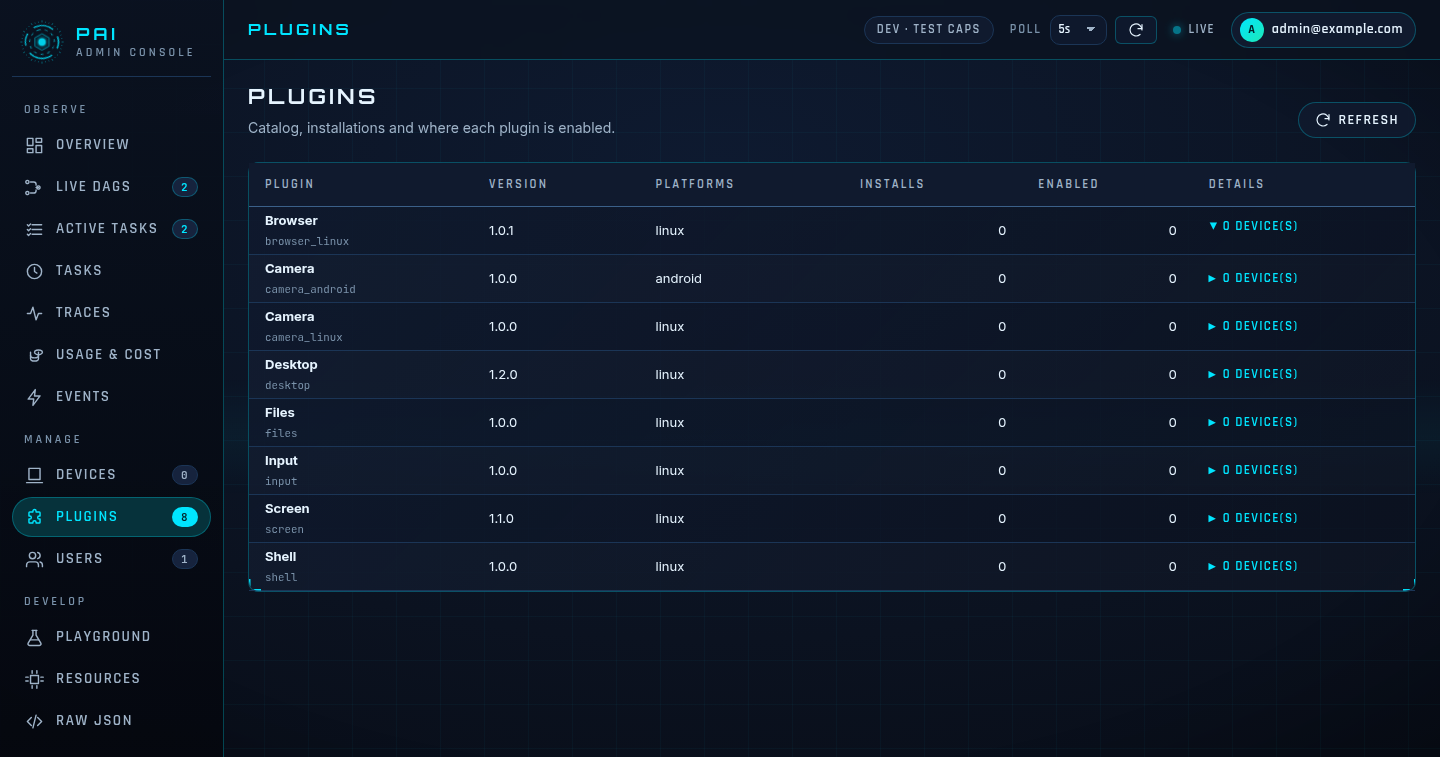 PAI
ADMIN CONSOLE
OBSERVE
OVERVIEW
LIVE DAGS 2
ACTIVE TASKS 2
TASKS
TRACES
USAGE & COST
EVENTS
MANAGE
DEVICES 0
PLUGINS 8
USERS 1
DEVELOP
PLAYGROUND
RESOURCES
RAW JSON
PLUGINS DEV · TEST CAPS POLL 5s LIVE A admin@example.com
PLUGINS
Catalog, installations and where each plugin is enabled.
REFRESH
PLUGIN VERSION PLATFORMS INSTALLS ENABLED DETAILS
Browser 1.0.1 linux 0 0 ▼ 0 DEVICE(S)
browser_linux
Camera 1.0.0 android 0 0 ▶ 0 DEVICE(S)
camera_android
Camera 1.0.0 linux 0 0 ▶ 0 DEVICE(S)
camera_linux
Desktop 1.2.0 linux 0 0 ▶ 0 DEVICE(S)
desktop
Files 1.0.0 linux 0 0 ▶ 0 DEVICE(S)
files
Input 1.0.0 linux 0 0 ▶ 0 DEVICE(S)
input
Screen 1.1.0 linux 0 0 ▶ 0 DEVICE(S)
screen
Shell 1.0.0 linux 0 0 ▶ 0 DEVICE(S)
shell